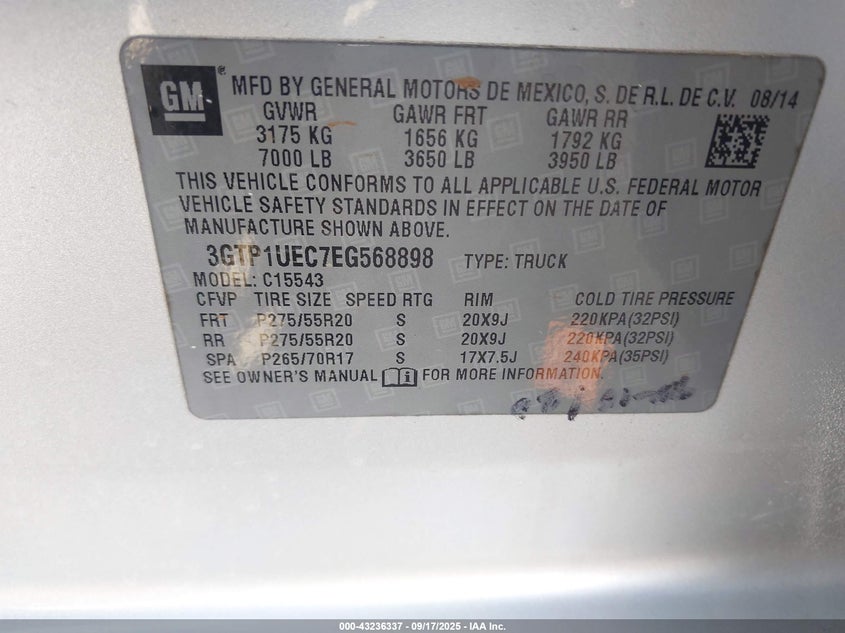 GM ® MFD BY GENERAL MOTORS DE MEXICO, S. DE R.L. DE C.V. 08/14
GVWR GAWR FRT GAWR RR
3175 KG 1656 KG 1792 KG
7000 LB 3650 LB 3950 LB
THIS VEHICLE CONFORMS TO ALL APPLICABLE U.S. FEDERAL MOTOR
VEHICLE SAFETY STANDARDS IN EFFECT ON THE DATE OF
MANUFACTURE SHOWN ABOVE.
3GTP1UEC7EG568898 TYPE: TRUCK
MODEL: C15543
CFVP TIRE SIZE SPEED RTG RIM COLD TIRE PRESSURE
FRT P275/55R20 S 20X9J 220KPA(32PSI)
RR P275/55R20 S 20X9J 220KPA(32PSI)
SPA P265/70R17 S 17X7.5J 240KPA(35PSI)
SEE OWNER'S MANUAL FOR MORE INFORMATION.
000-43236337 - 09/17/2025 - IAA Inc.